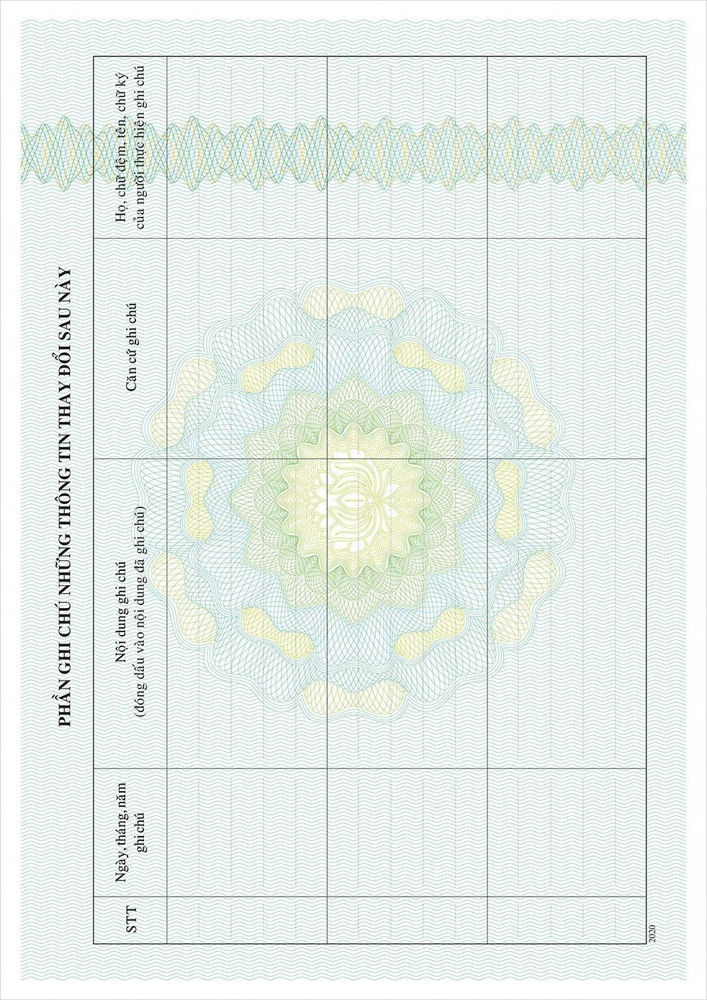 PHẦN GHI CHÚ NHỮNG THÔNG TIN THAY ĐỔI SAU NÀY
STT
Ngày, tháng, năm
ghi chú
Nội dung ghi chú
(đóng dấu vào nội dung đã ghi chú)
Căn cứ ghi chú
Họ, chữ đệm, tên, chữ ký
của người thực hiện ghi chú
2020